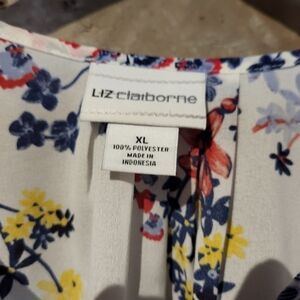 LIZ claiborne
XL
100% POLYESTER
MADE IN
INDONESIA